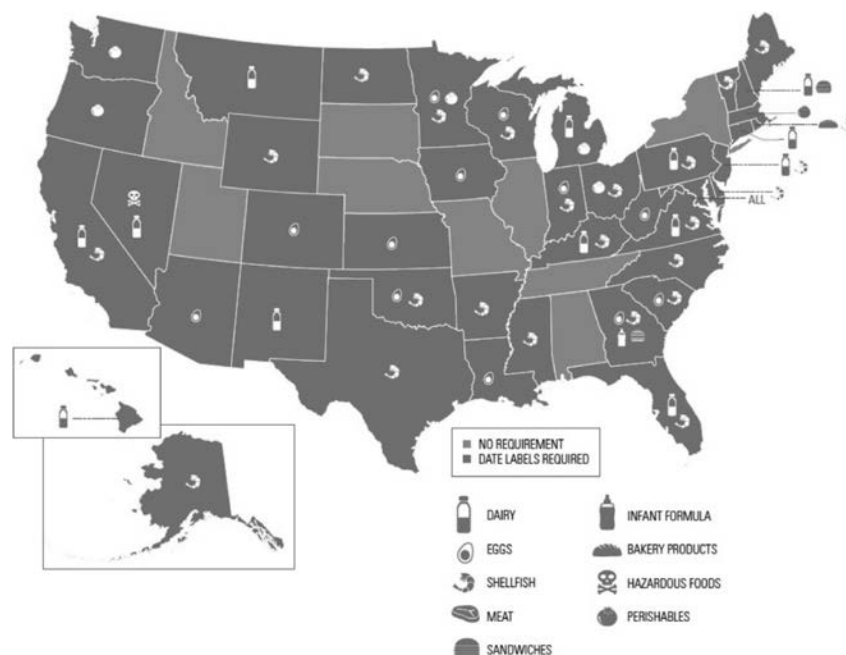 ALL
NO REQUIREMENT
DATE LABELS REQUIRED
DAIRY
EGGS
SHELLFISH
MEAT
SANDWICHES
INFANT FORMULA
BAKERY PRODUCTS
HAZARDOUS FOODS
PERISHABLES